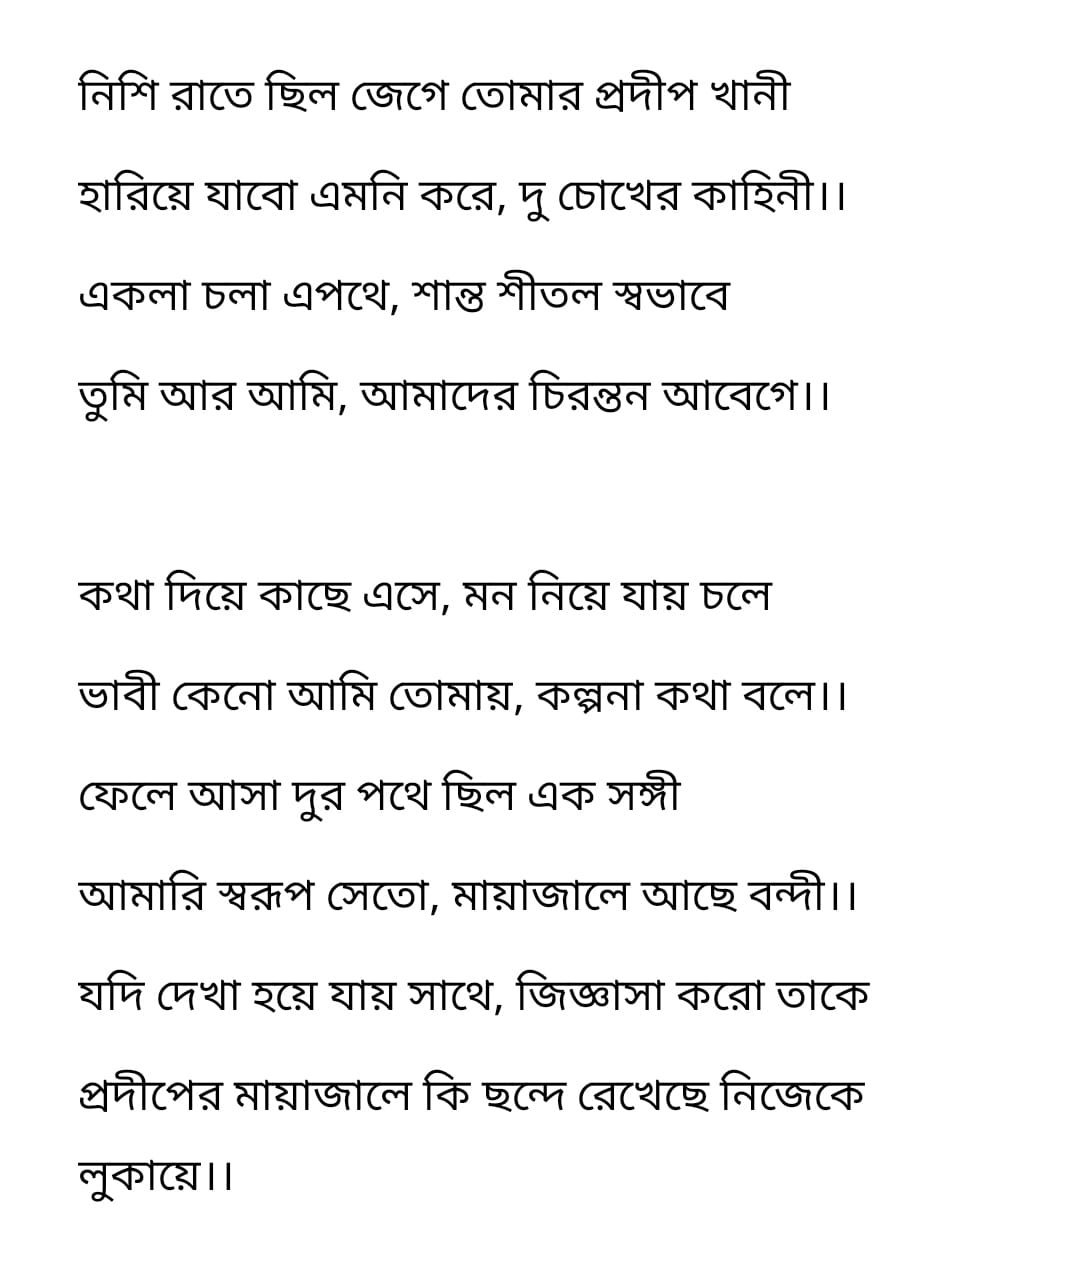 নিশি রাতে ছিল জেগে তোমার প্রদীপ খানী
হারিয়ে যাবো এমনি করে, দু চোখের কাহিনী।।
একলা চলা এপথে, শান্ত শীতল স্বভাবে
তুমি আর আমি, আমাদের চিরন্তন আবেগে।।
কথা দিয়ে কাছে এসে, মন নিয়ে যায় চলে
ভাবী কেনো আমি তোমায়, কল্পনা কথা বলে।।
ফেলে আসা দুর পথে ছিল এক সঙ্গী
আমারি স্বরূপ সেতো, মায়াজালে আছে বন্দী।।
যদি দেখা হয়ে যায় সাথে, জিজ্ঞাসা করো তাকে
প্রদীপের মায়াজালে কি ছন্দে রেখেছে নিজেকে
লুকায়ে।।